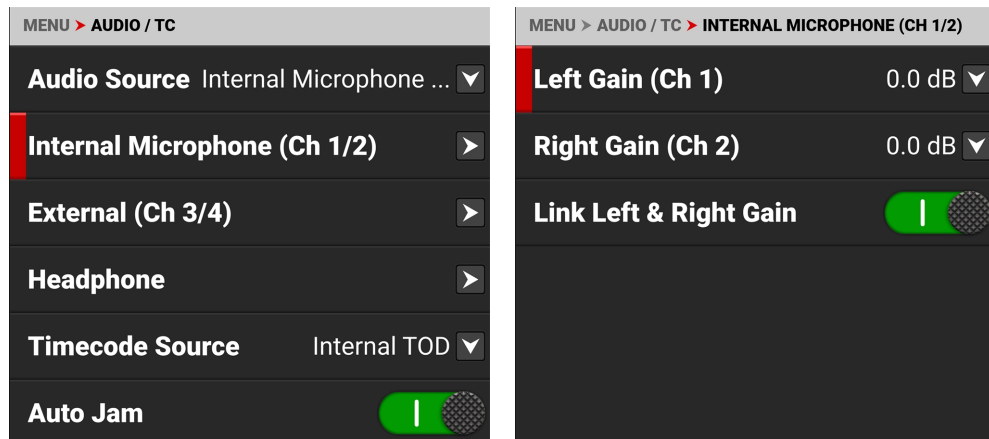 MENU ➤ AUDIO / TC
Audio Source Internal Microphone ...
Internal Microphone (Ch 1/2)
External (Ch 3/4)
Headphone
Timecode Source Internal TOD
Auto Jam
MENU ➤ AUDIO / TC ➤ INTERNAL MICROPHONE (CH 1/2)
Left Gain (Ch 1) 0.0 dB
Right Gain (Ch 2) 0.0 dB
Link Left & Right Gain